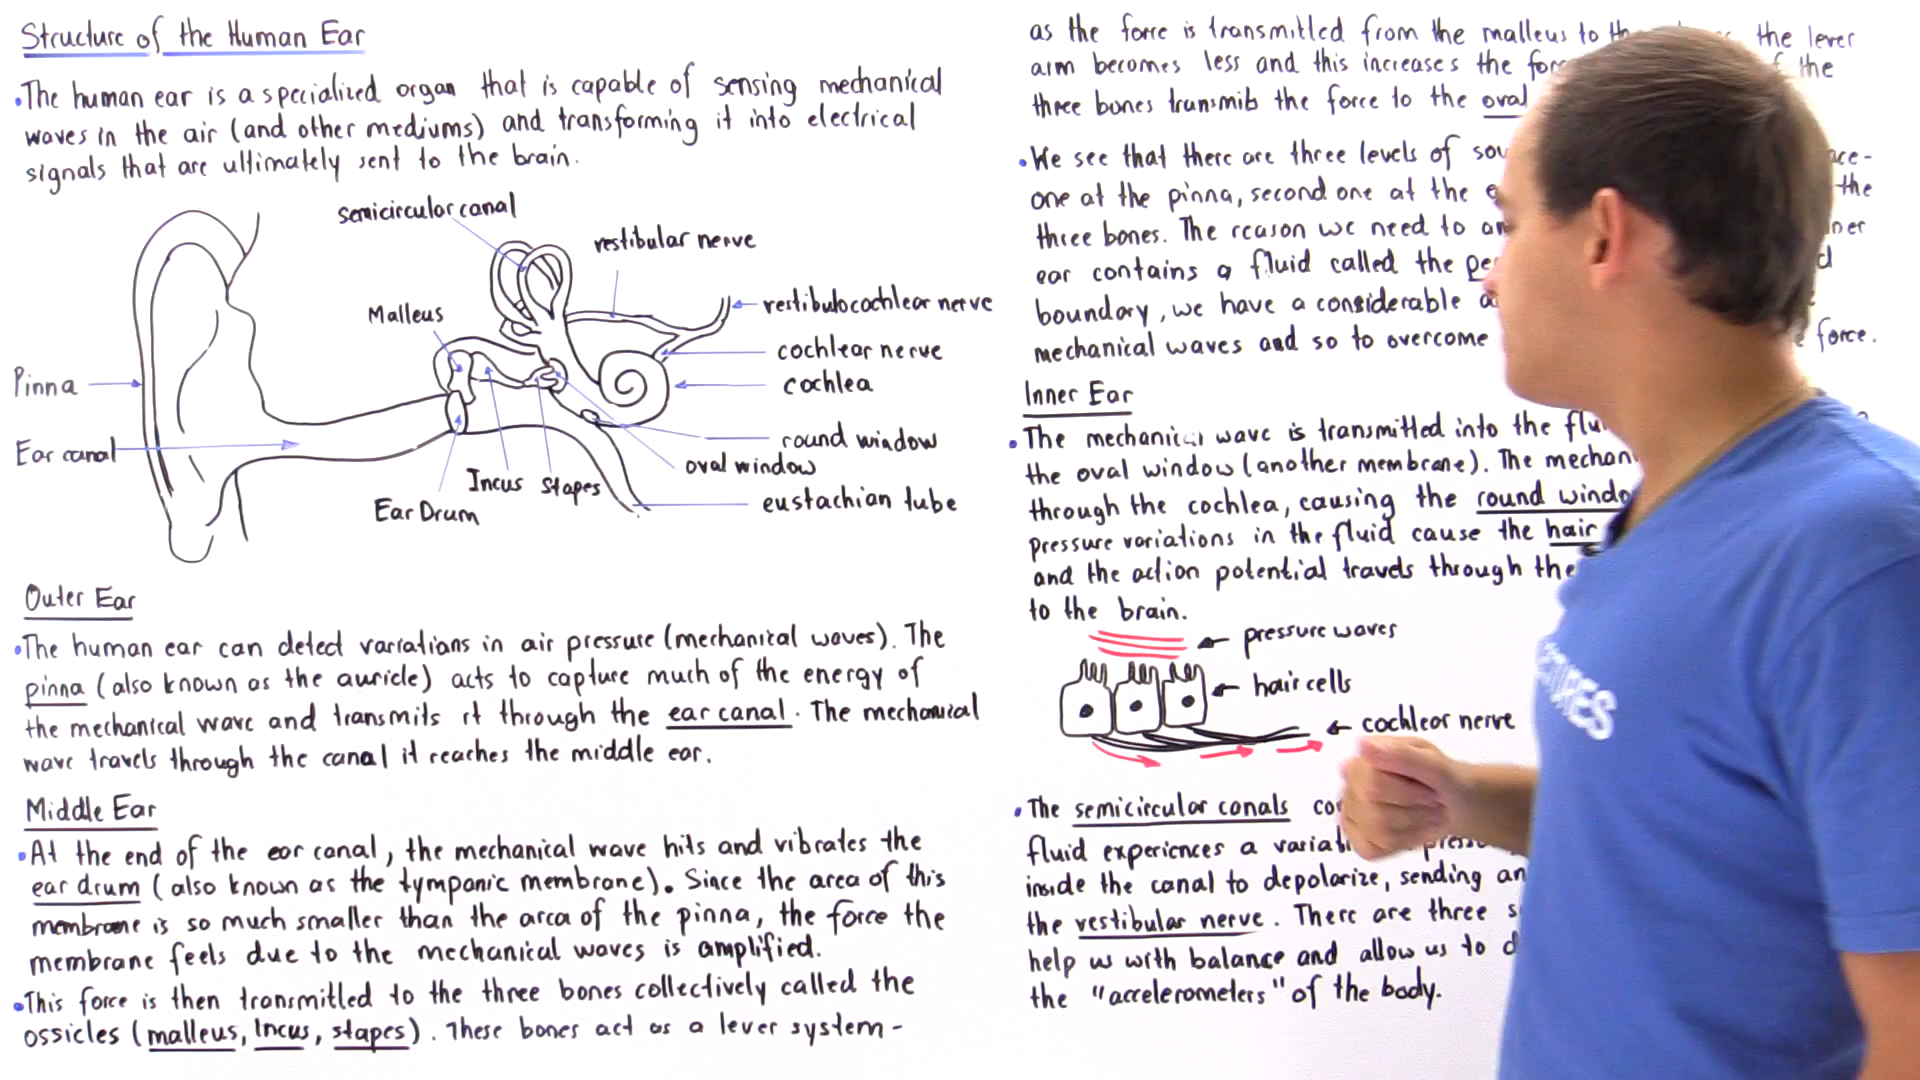 Structure of the Human Ear
•The human ear is a specialized organ that is capable of sensing mechanical
waves in the air (and other mediums) and transforming it into electrical
signals that are ultimately sent to the brain.
semicircular canal
vestibular nerve
Malleus
vestibulocochlear nerve
cochlear nerve
Pinna
cochlea
Ear canal
round window
oval window
Incus
stapes
eustachian tube
Ear Drum
Outer Ear
•The human ear can detect variations in air pressure (mechanical waves). The
pinna (also known as the auricle) acts to capture much of the energy of
the mechanical wave and transmits it through the ear canal. The mechanical
wave travels through the canal it reaches the middle ear.
Middle Ear
•At the end of the ear canal, the mechanical wave hits and vibrates the
ear drum (also known as the tympanic membrane). Since the area of this
membrane is so much smaller than the area of the pinna, the force the
membrane feels due to the mechanical waves is amplified.
•This force is then transmitted to the three bones collectively called the
ossicles (malleus, Incus, stapes). These bones act as a lever system-
as the force is transmitted from the malleus to the lever
arm becomes less and this increases the the
three bones transmit the force to the oval
•We see that there are three levels of
one at the pinna, second one at the the
three bones. The reason we need to
ear contains a fluid called the
boundary, we have a considerable
mechanical waves and so to overcome force.
Inner Ear
•The mechanical wave is transmitted into the
the oval window (another membrane). The
through the cochlea, causing the round
pressure variations in the fluid cause the hair
and the action potential travels through the
to the brain.
pressure waves
hair cells
cochlear nerve
•The semicircular canals
fluid experiences a
inside the canal to depolarize, sending an
the vestibular nerve. There are three
help us with balance and allow us to
the "accelerometers" of the body.